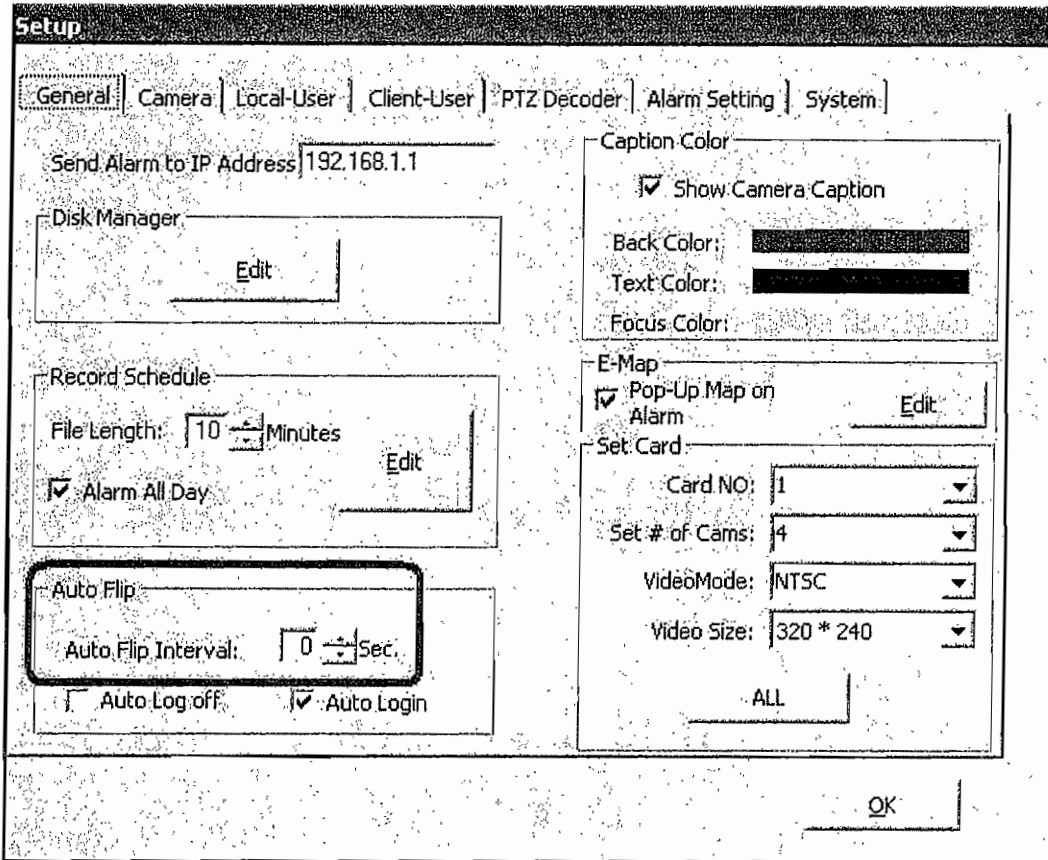 Setup
General Camera Local-User Client-User PTZ Decoder Alarm Setting System
Send Alarm to IP Address 192.168.1.1
Disk Manager
Edit
Record Schedule
File Length: 10 Minutes
Edit
Alarm All Day
Auto Flip
Auto Flip Interval: 0 Sec.
Auto Log off Auto Login
Caption Color
Show Camera Caption
Back Color:
Text Color:
Focus Color:
E-Map
Pop-Up Map on
Alarm
Edit
Set Card
Card NO: 1
Set # of Cams: 4
VideoMode: NTSC
Video Size: 320 * 240
ALL
OK